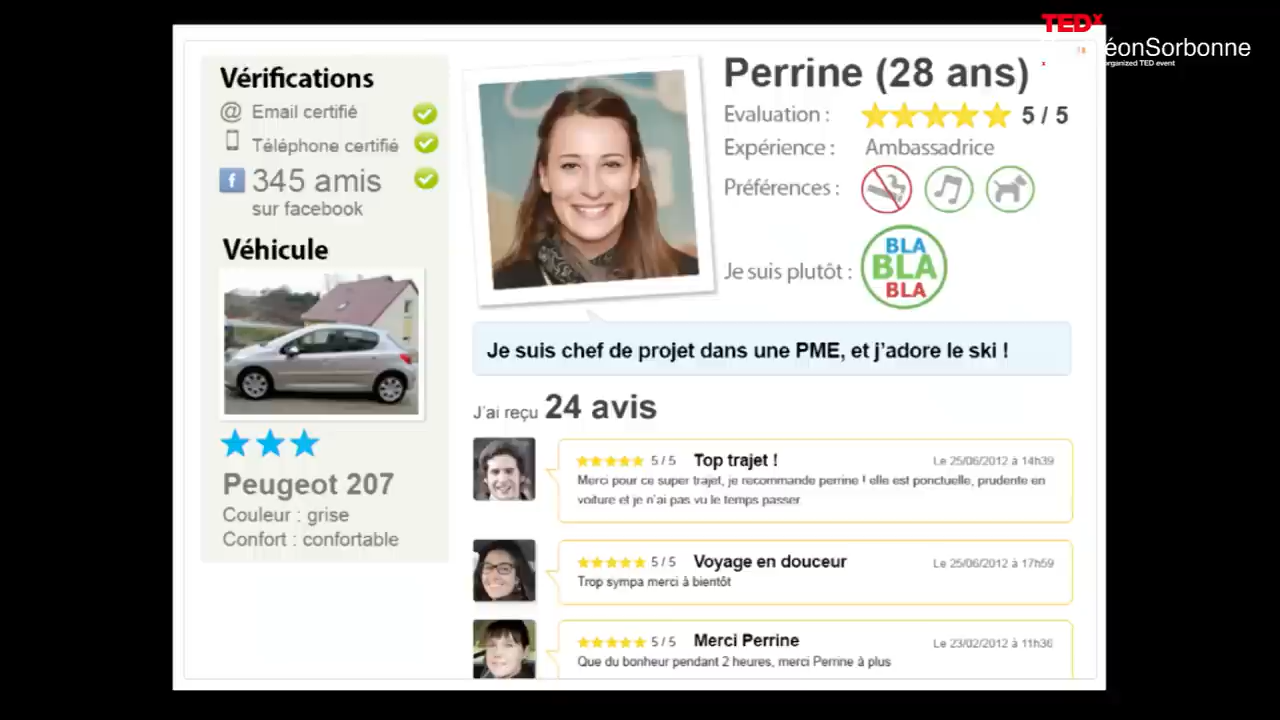 TEDx
éonSorbonne
organized TED event
Vérifications
@ Email certifié
Téléphone certifié
f 345 amis
sur facebook
Véhicule
Peugeot 207
Couleur : grise
Confort : confortable
Perrine (28 ans)
Evaluation : 5 / 5
Expérience : Ambassadrice
Préférences :
Je suis plutôt :
BLA
BLA
BLA
Je suis chef de projet dans une PME, et j'adore le ski !
J'ai reçu 24 avis
5 / 5 Top trajet ! Le 25/06/2012 à 14h39
Merci pour ce super trajet, je recommande perrine ! elle est ponctuelle, prudente en
voiture et je n'ai pas vu le temps passer
5 / 5 Voyage en douceur Le 25/06/2012 à 17h59
Trop sympa merci à bientôt
5 / 5 Merci Perrine Le 23/02/2012 à 11h36
Que du bonheur pendant 2 heures, merci Perrine à plus